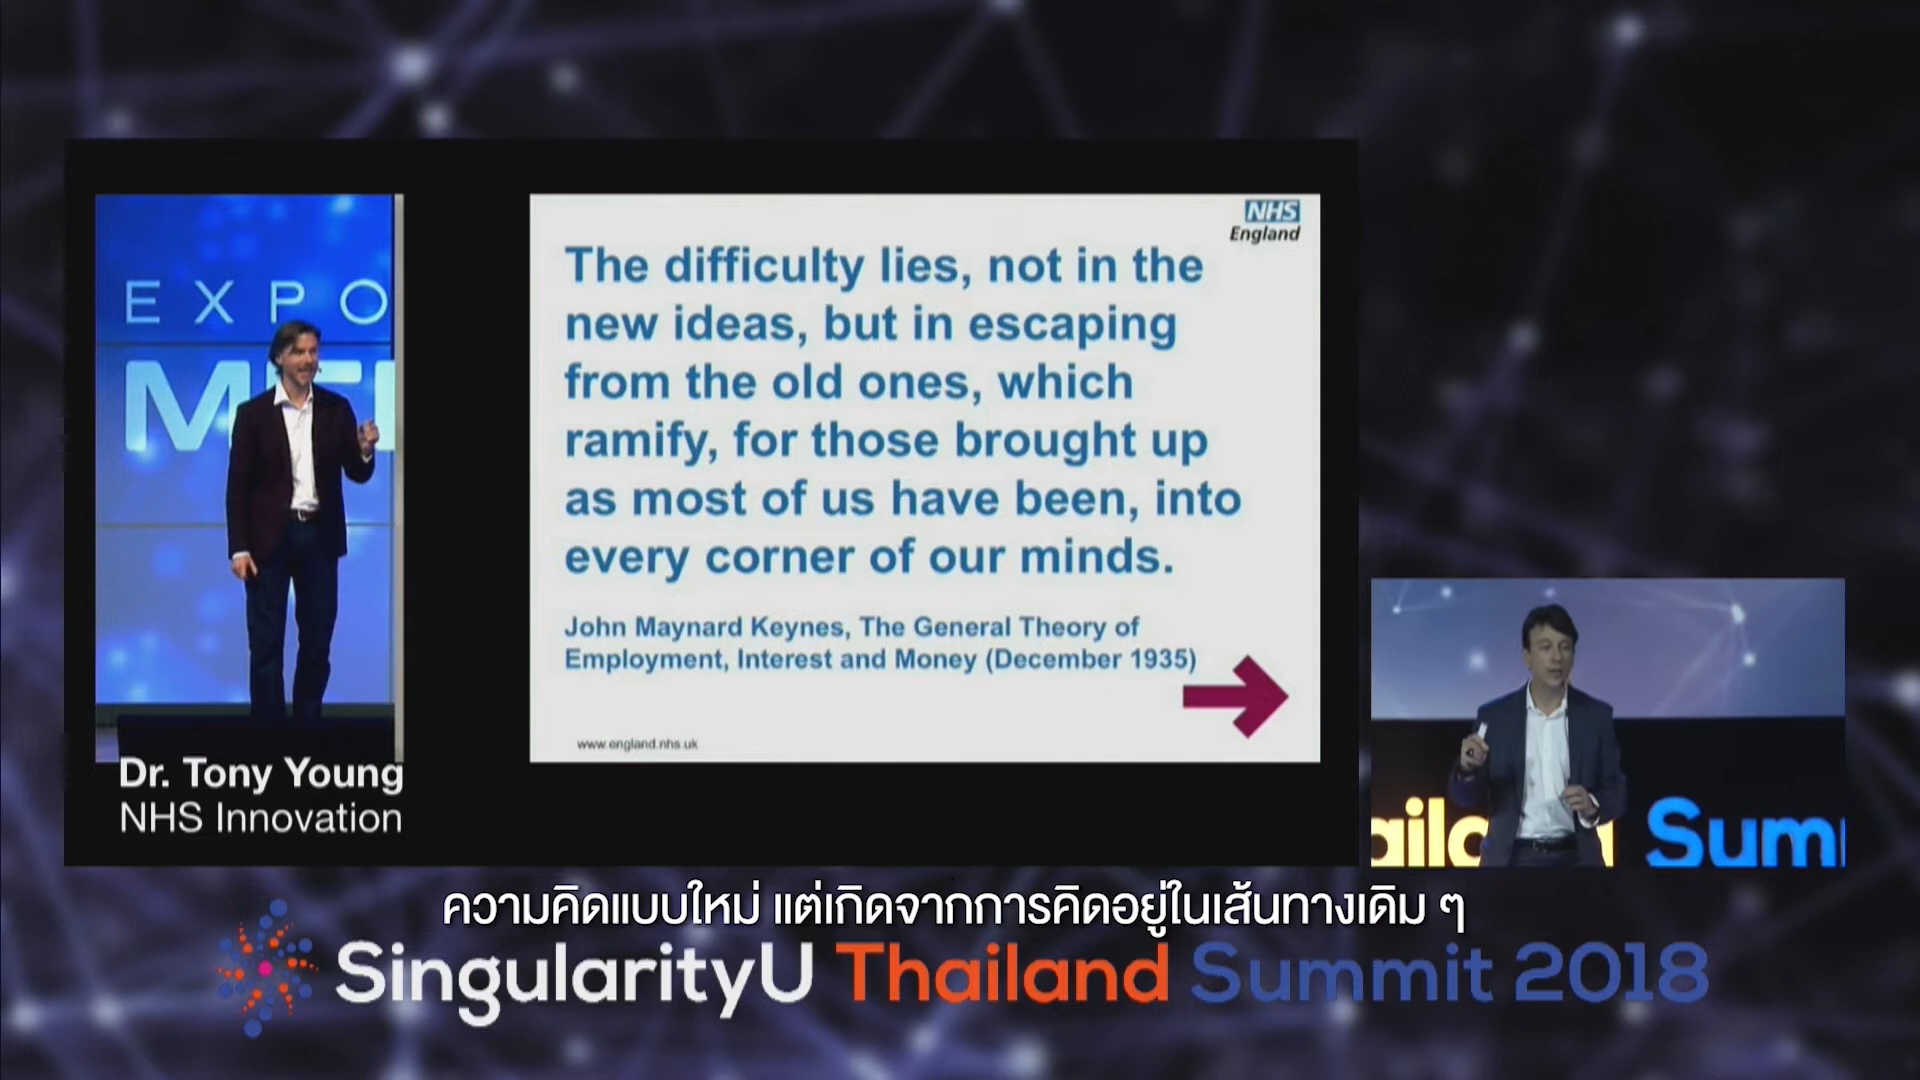 EXPO
NHS
England
The difficulty lies, not in the
new ideas, but in escaping
from the old ones, which
ramify, for those brought up
as most of us have been, into
every corner of our minds.
John Maynard Keynes, The General Theory of
Employment, Interest and Money (December 1935)
www.england.nhs.uk
Dr. Tony Young
NHS Innovation
Summ
ความคิดแบบใหม่ แต่เกิดจากการคิดอยู่ในเส้นทางเดิม ๆ
SingularityU Thailand Summit 2018